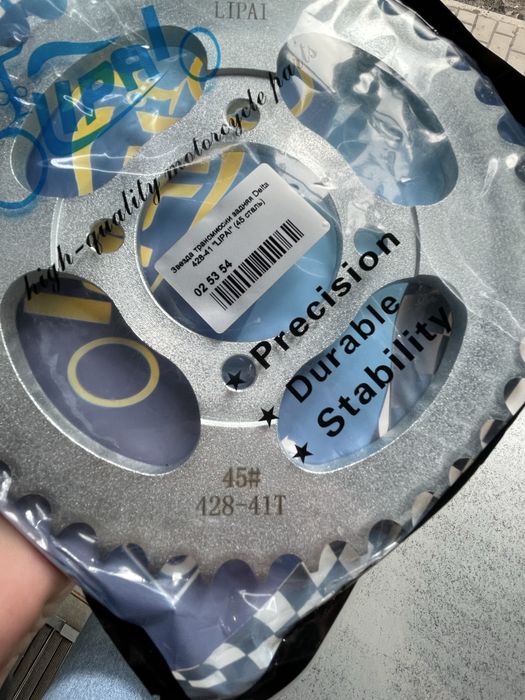 LIPAI
LIPAI
high-quality motorcycle parts
Звезда трансмиссии задняя Delta
428-41 "LIPAI" (45 сталь)
02 53 54
★ Precision
★ Durable
★ Stability
45#
428-41T